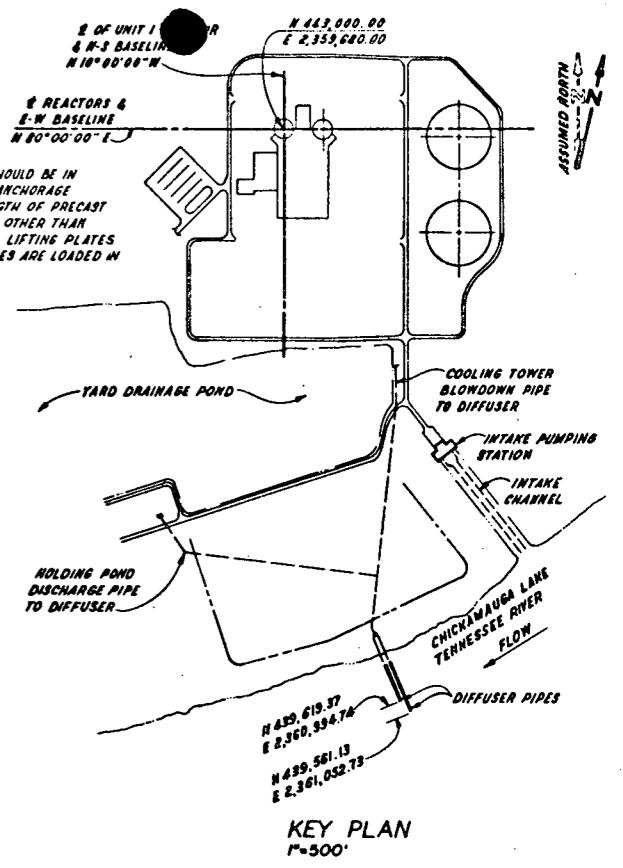 ℄ OF UNIT 1
& N-S BASELINE
N 10°00'00" W
N 443,000.00
E 2,359,680.00
℄ REACTORS &
E-W BASELINE
N 80°00'00" E
ASSUMED NORTH
N
HOULD BE IN
ANCHORAGE
GTH OF PRECAST
OTHER THAN
LIFTING PLATES
ES ARE LOADED IN
YARD DRAINAGE POND
COOLING TOWER
BLOWDOWN PIPE
TO DIFFUSER
INTAKE PUMPING
STATION
INTAKE
CHANNEL
HOLDING POND
DISCHARGE PIPE
TO DIFFUSER
CHICKAMAUGA LAKE
TENNESSEE RIVER
FLOW
DIFFUSER PIPES
N 439,619.37
E 2,360,994.74
N 439,561.13
E 2,361,052.73
KEY PLAN
1"=500'